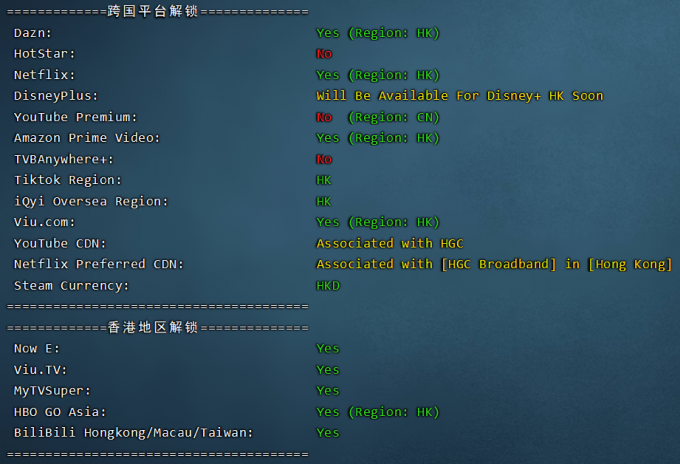 =============跨国平台解锁==============
Dazn: Yes (Region: HK)
HotStar: No
Netflix: Yes (Region: HK)
DisneyPlus: Will Be Available For Disney+ HK Soon
YouTube Premium: No (Region: CN)
Amazon Prime Video: Yes (Region: HK)
TVBAnywhere+: No
Tiktok Region: HK
iQyi Oversea Region: HK
Viu.com: Yes (Region: HK)
YouTube CDN: Associated with HGC
Netflix Preferred CDN: Associated with [HGC Broadband] in [Hong Kong]
Steam Currency: HKD
=======================================
=============香港地区解锁==============
Now E: Yes
Viu.TV: Yes
MyTVSuper: Yes
HBO GO Asia: Yes (Region: HK)
BiliBili Hongkong/Macau/Taiwan: Yes
=======================================